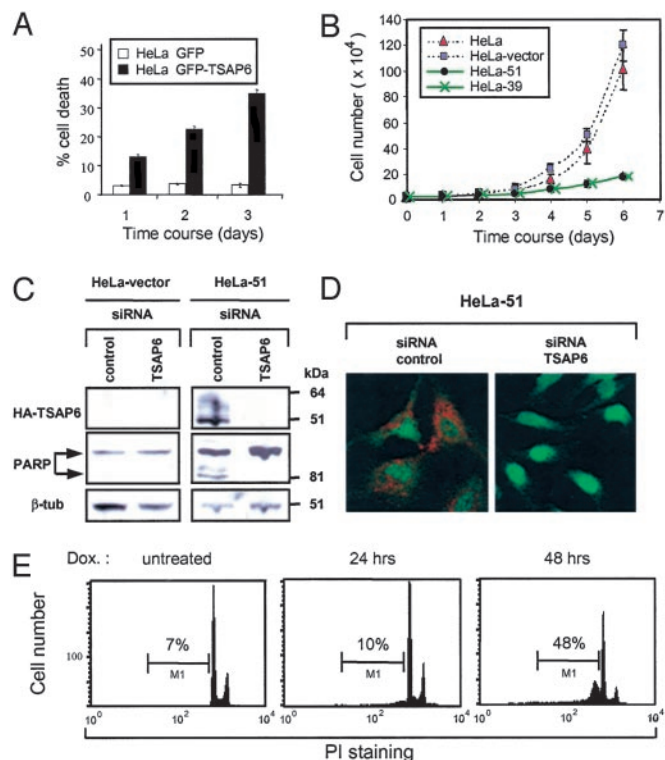 A
HeLa GFP
HeLa GFP-TSAP6
% cell death
50
40
30
20
10
0
1 2 3
Time course (days)
B
HeLa
HeLa-vector
HeLa-51
HeLa-39
Cell number ( x 10⁴)
140
120
100
80
60
40
20
0
0 1 2 3 4 5 6 7
Time course (days)
C
HeLa-vector HeLa-51
siRNA siRNA
control TSAP6 control TSAP6
kDa
HA-TSAP6
64
51
PARP
81
β-tub
51
D
HeLa-51
siRNA control
siRNA TSAP6
E
Dox. : untreated 24 hrs 48 hrs
Cell number
100
7% 10% 48%
M1 M1 M1
10⁰ 10² 10⁴ 10⁰ 10² 10⁴ 10⁰ 10² 10⁴
PI staining